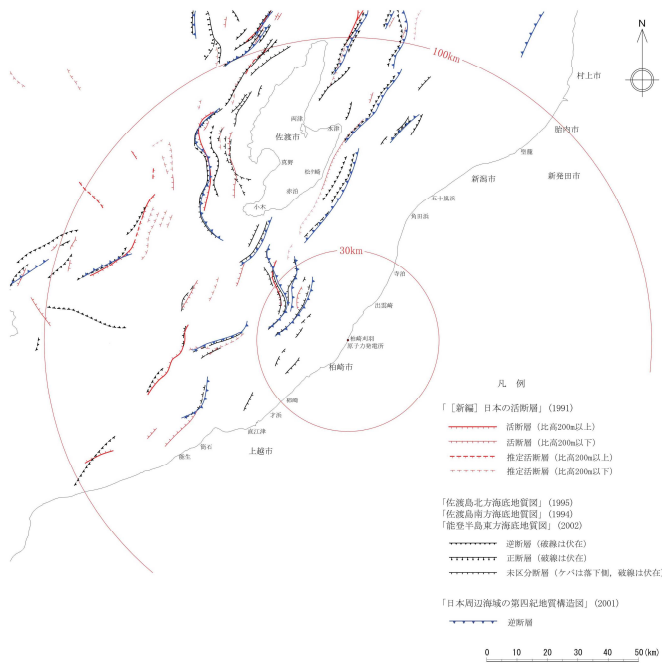 N
100km
村上市
両津
佐渡市
水津
胎内市
真野
聖籠
松ヶ崎
新潟市
新発田市
赤泊
五十嵐浜
小木
角田浜
30km
寺泊
出雲崎
柏崎刈羽
原子力発電所
柏崎市
凡　例
柿崎
「［新編］日本の活断層」(1991)
才浜
直江津
活断層（比高200m以上）
鳥ヶ首
上越市
活断層（比高200m以下）
能生
推定活断層（比高200m以上）
推定活断層（比高200m以下）
「佐渡島北方海底地質図」(1995)
「佐渡島南方海底地質図」(1994)
「能登半島東方海底地質図」(2002)
逆断層（破線は伏在）
正断層（破線は伏在）
未区分断層（ケバは落下側，破線は伏在）
「日本周辺海域の第四紀地質構造図」(2001)
逆断層
0 10 20 30 40 50(km)